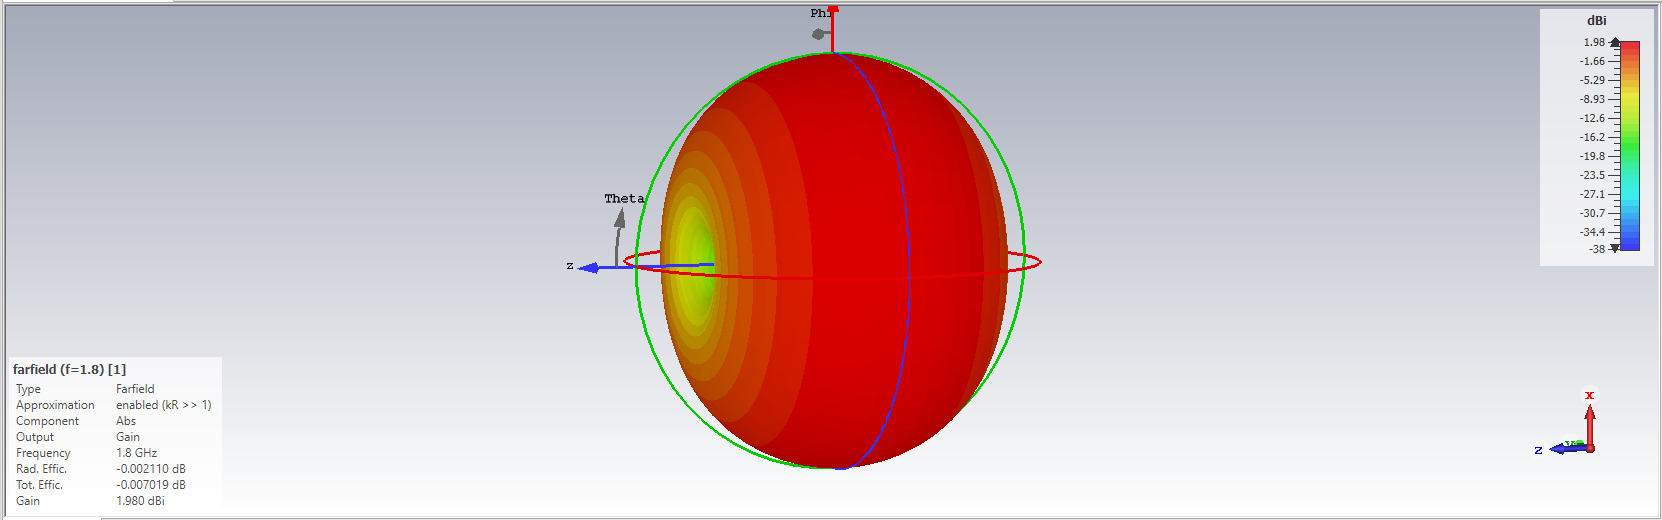 Phi
dBi
1.98
-1.66
-5.29
-8.93
-12.6
-16.2
-19.8
-23.5
-27.1
-30.7
-34.4
-38
Theta
z
farfield (f=1.8) [1]
Type Farfield
Approximation enabled (kR >> 1)
Component Abs
Output Gain
Frequency 1.8 GHz
Rad. Effic. -0.002110 dB
Tot. Effic. -0.007019 dB
Gain 1.980 dBi
x
z